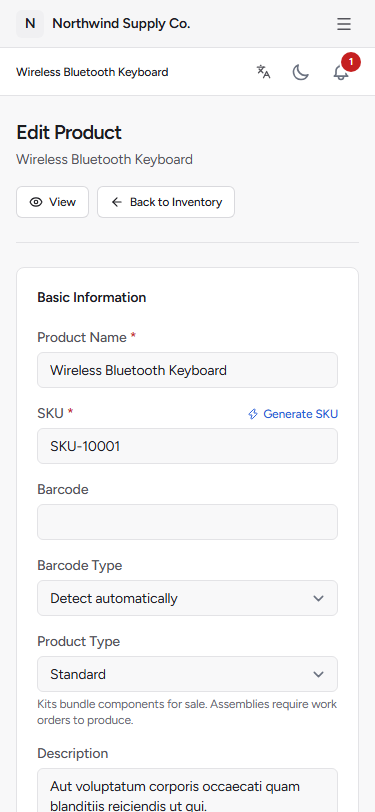 N Northwind Supply Co.
Wireless Bluetooth Keyboard
1
Edit Product
Wireless Bluetooth Keyboard
View
Back to Inventory
Basic Information
Product Name *
Wireless Bluetooth Keyboard
SKU *
Generate SKU
SKU-10001
Barcode
Barcode Type
Detect automatically
Product Type
Standard
Kits bundle components for sale. Assemblies require work
orders to produce.
Description
Aut voluptatum corporis occaecati quam
blanditiis reiciendis ut qui.